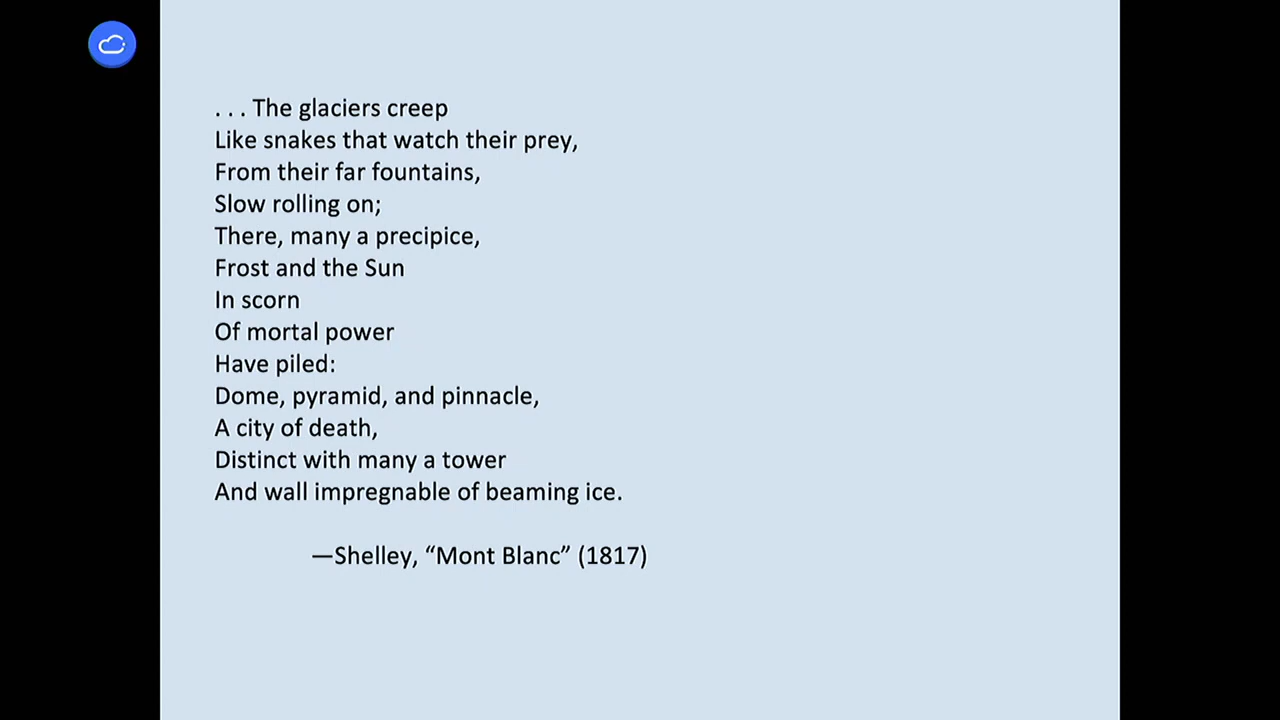 . . . The glaciers creep
Like snakes that watch their prey,
From their far fountains,
Slow rolling on;
There, many a precipice,
Frost and the Sun
In scorn
Of mortal power
Have piled:
Dome, pyramid, and pinnacle,
A city of death,
Distinct with many a tower
And wall impregnable of beaming ice.
—Shelley, “Mont Blanc” (1817)